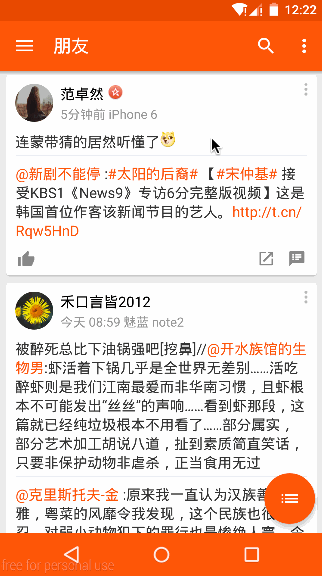 12:22
朋友
范卓然
5分钟前 iPhone 6
连蒙带猜的居然听懂了
@新剧不能停 :#太阳的后裔# 【#宋仲基# 接
受KBS1《News9》专访6分完整版视频】这是
韩国首位作客该新闻节目的艺人。http://t.cn/
Rqw5HnD
禾口言皆2012
今天 08:59 魅蓝 note2
被醉死总比下油锅强吧[挖鼻]//@开水族馆的生
物男:虾活着下锅几乎是全世界无差别……活吃
醉虾则是我们江南最爱而非华南习惯，且虾根
本不可能发出“丝丝”的声响……看到虾那段，这
篇就已经纯垃圾根本不用看了……部分属实，
部分艺术加工胡说八道，扯到素质简直笑话，
只要非保护动物非虐杀，正当食用无过
@克里斯托夫-金 :原来我一直认为汉族善
雅，粤菜的风靡令我发现，这个民族也很
忍，对弱小动物犯下的罪行也是惨绝人寰，令
free for personal use